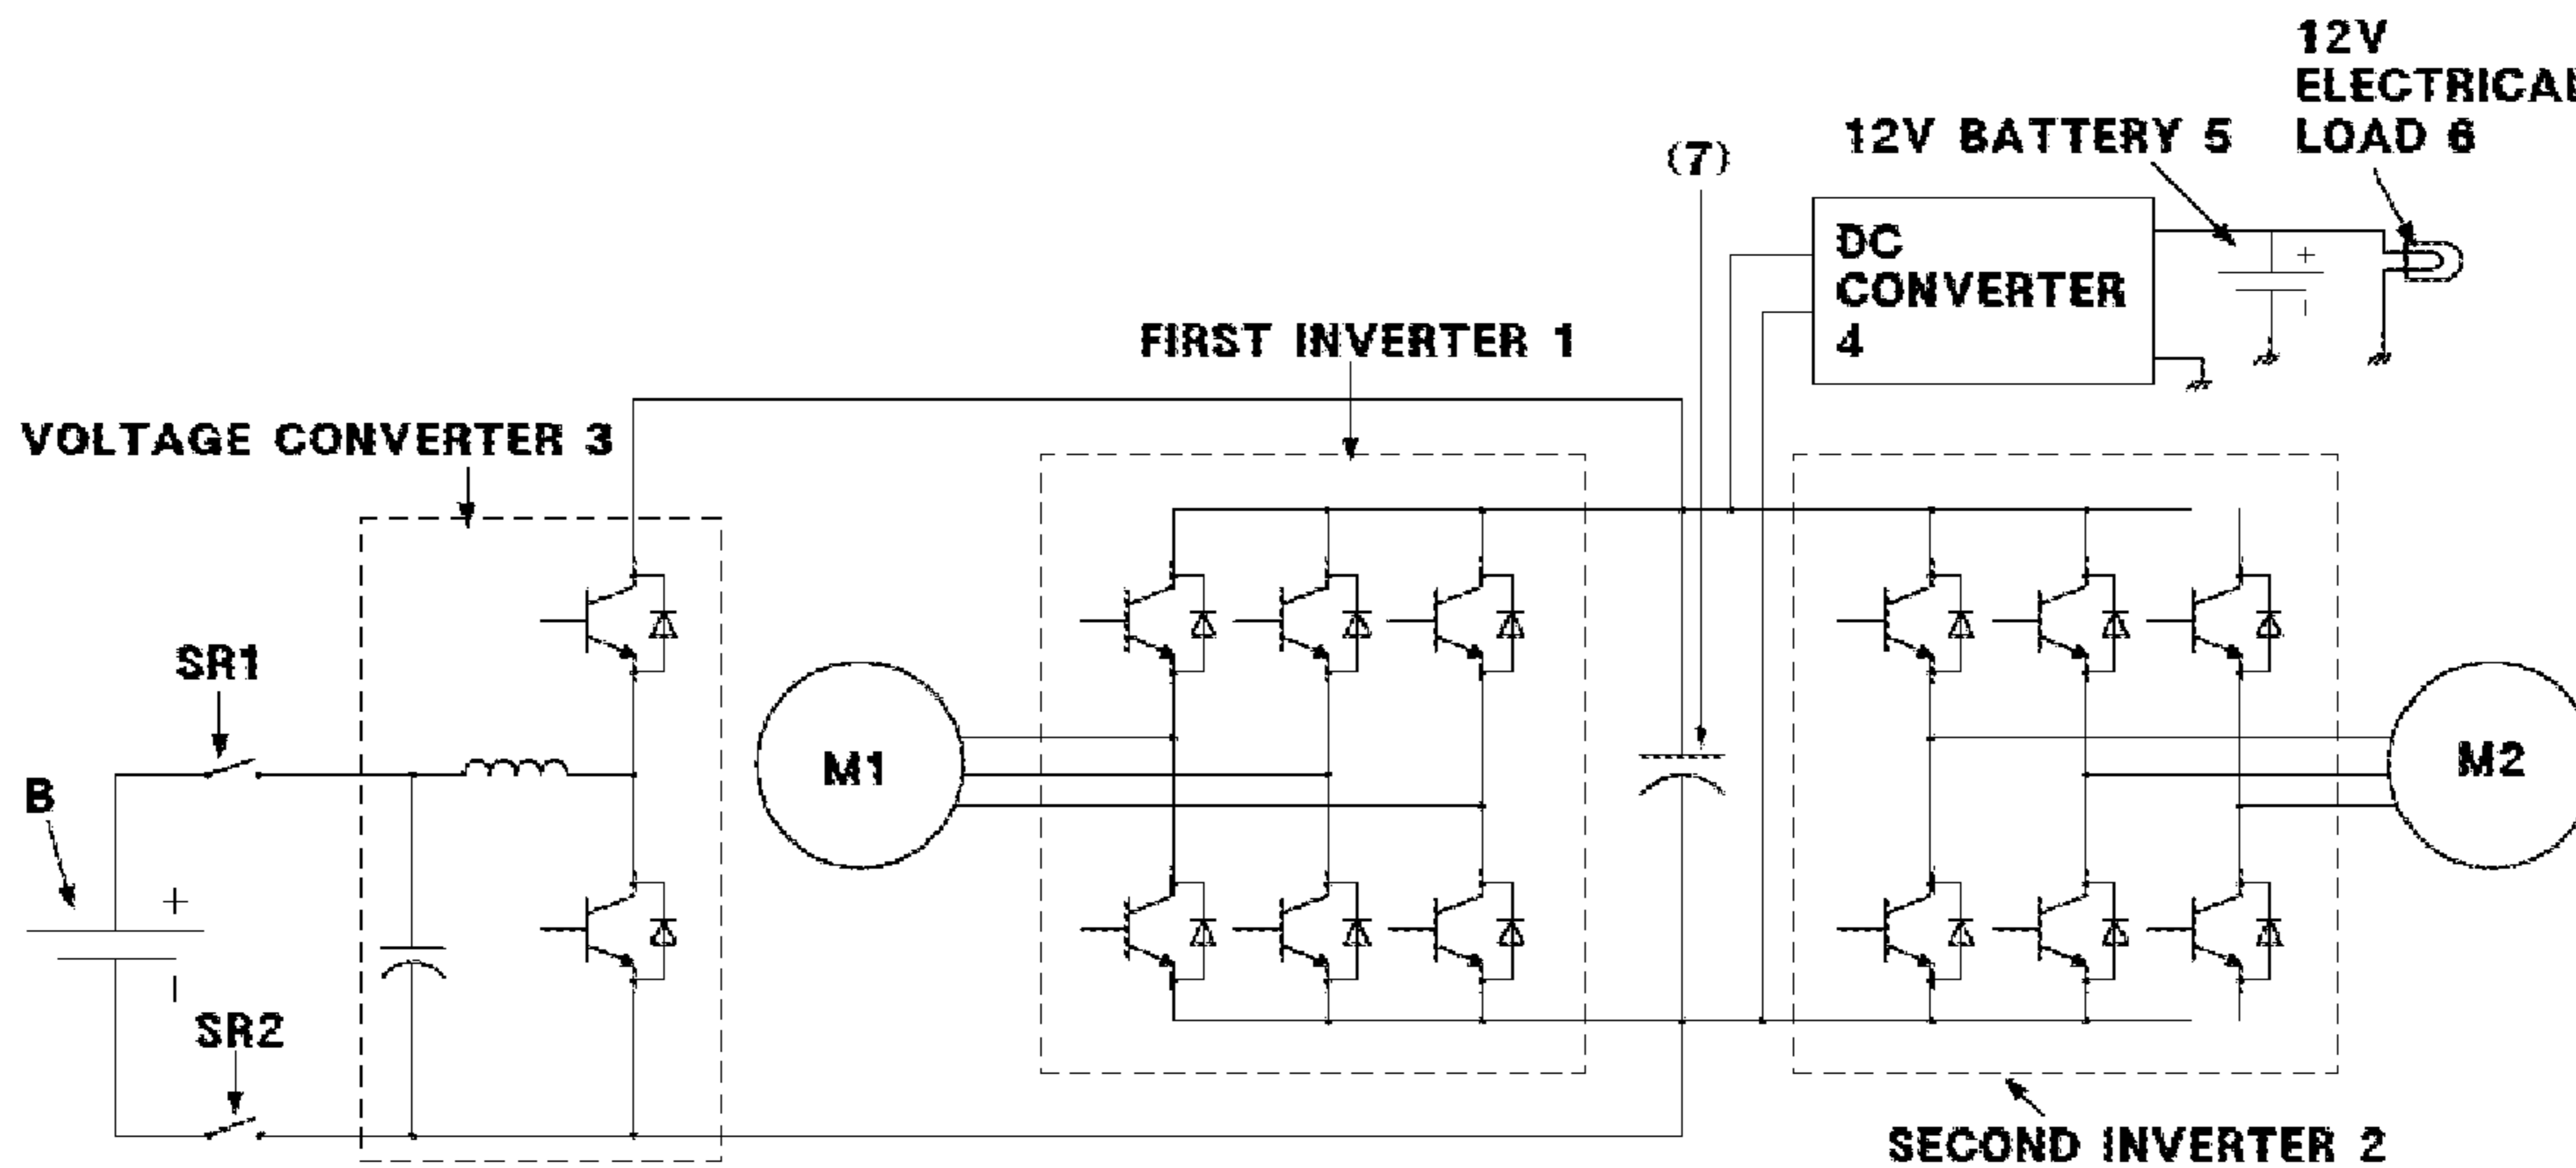 12V
ELECTRICAL
LOAD 6
12V BATTERY 5
(7)
DC
CONVERTER
4
+
-
FIRST INVERTER 1
VOLTAGE CONVERTER 3
SR1
M1
M2
B
+
-
SR2
SECOND INVERTER 2